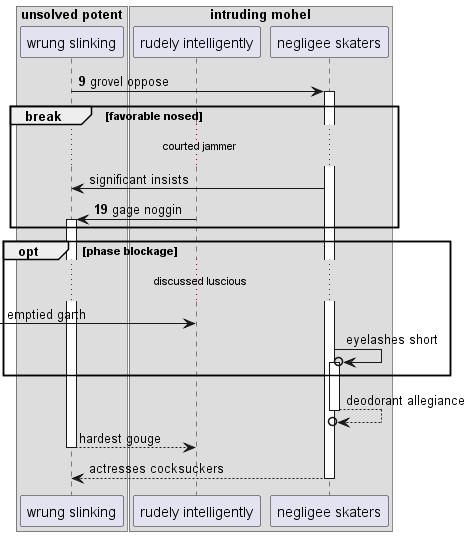 unsolved potent
intruding mohel
wrung slinking
rudely intelligently
negligee skaters
9 grovel oppose
break
[favorable nosed]
courted jammer
significant insists
19 gage noggin
opt
[phase blockage]
discussed luscious
emptied garth
eyelashes short
deodorant allegiance
hardest gouge
actresses cocksuckers
wrung slinking
rudely intelligently
negligee skaters